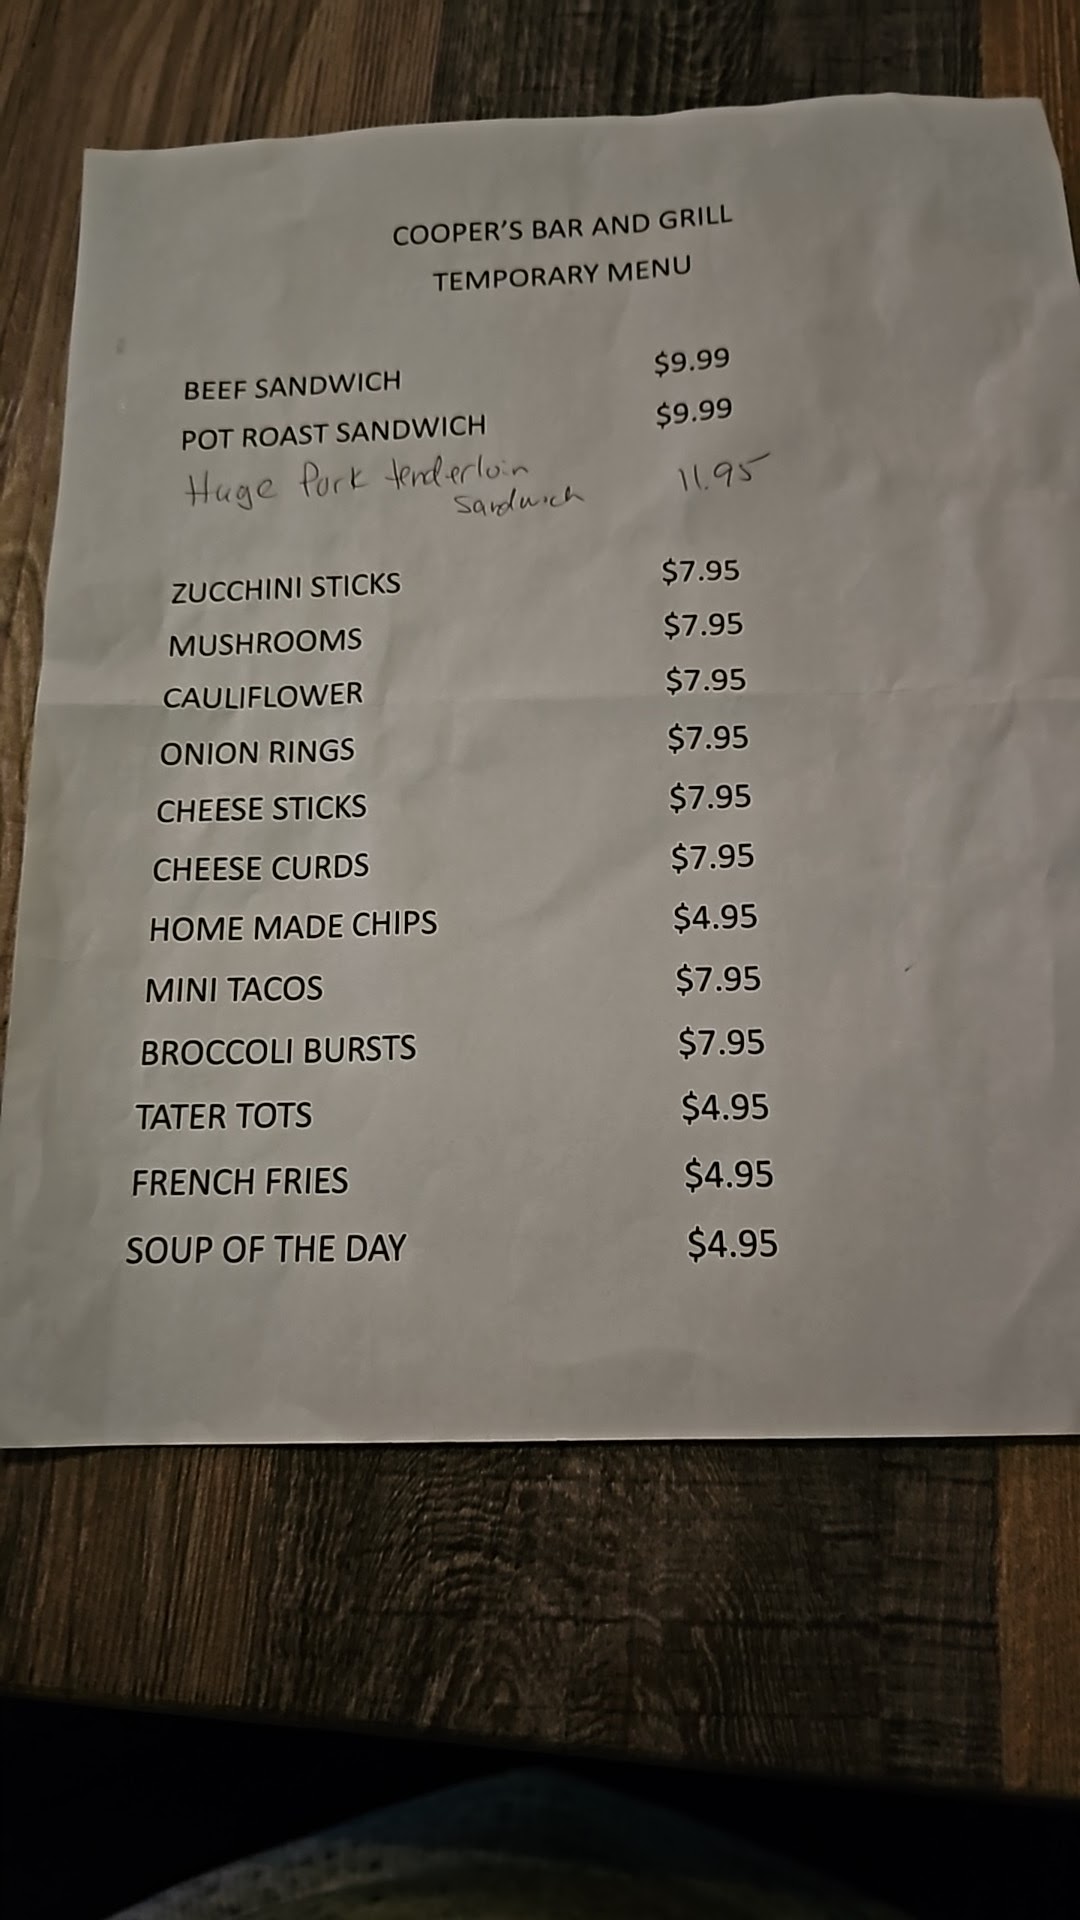 COOPER'S BAR AND GRILL
TEMPORARY MENU
BEEF SANDWICH $9.99
POT ROAST SANDWICH $9.99
Huge Pork tenderloin 11.95
Sandwich
ZUCCHINI STICKS $7.95
MUSHROOMS $7.95
CAULIFLOWER $7.95
ONION RINGS $7.95
CHEESE STICKS $7.95
CHEESE CURDS $7.95
HOME MADE CHIPS $4.95
MINI TACOS $7.95
BROCCOLI BURSTS $7.95
TATER TOTS $4.95
FRENCH FRIES $4.95
SOUP OF THE DAY $4.95